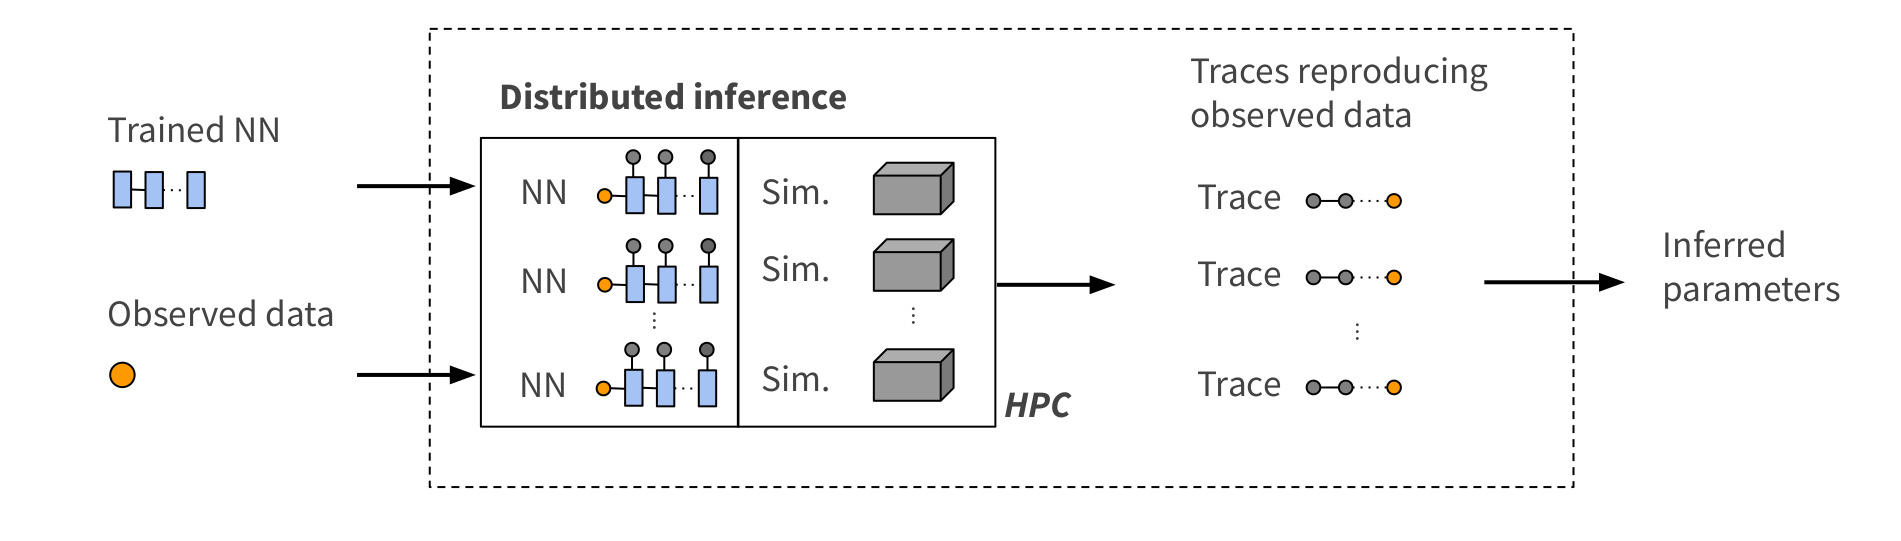 Trained NN
Observed data
Distributed inference
NN
Sim.
NN
Sim.
NN
Sim.
HPC
Traces reproducing
observed data
Trace
Trace
Trace
Inferred
parameters